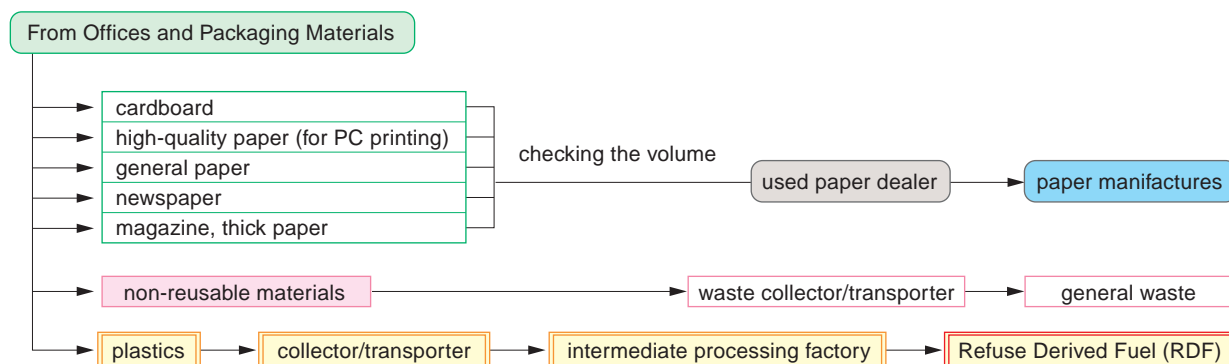 From Offices and Packaging Materials
cardboard
high-quality paper (for PC printing)
general paper
newspaper
magazine, thick paper
checking the volume
used paper dealer
paper manifactures
non-reusable materials
waste collector/transporter
general waste
plastics
collector/transporter
intermediate processing factory
Refuse Derived Fuel (RDF)